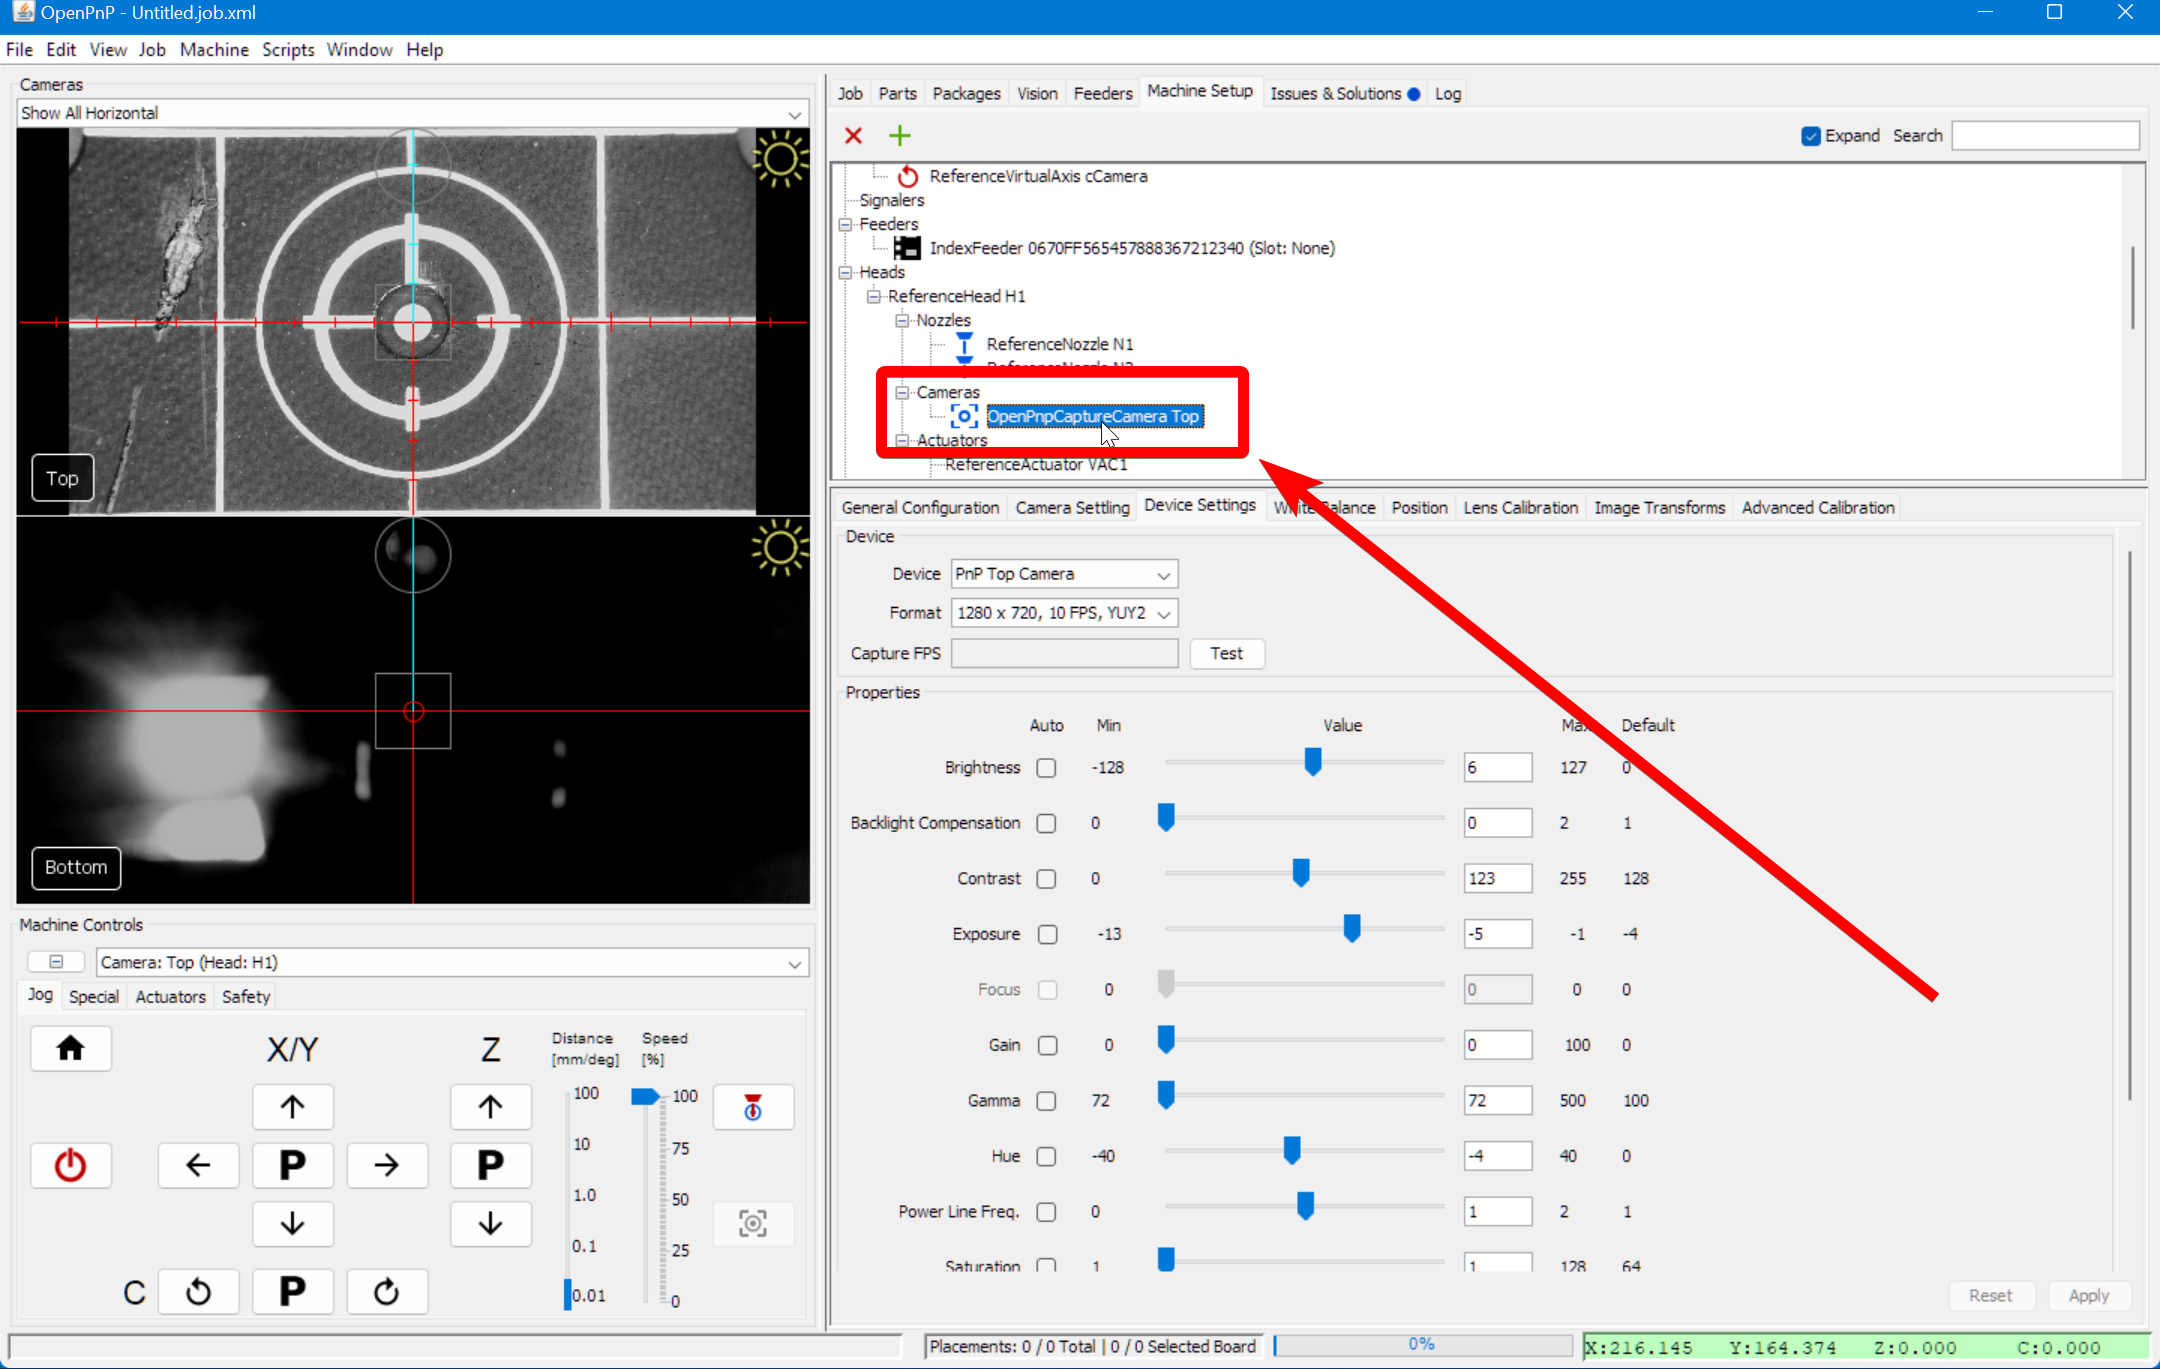 OpenPnP - Untitled.job.xml
File Edit View Job Machine Scripts Window Help
Cameras
Show All Horizontal
Top
Bottom
Machine Controls
Camera: Top (Head: H1)
Jog Special Actuators Safety
X/Y Z Distance [mm/deg] Speed [%]
100 100
10 75
1.0 50
0.1 25
0.01 0
P P
C P
Job Parts Packages Vision Feeders Machine Setup Issues & Solutions Log
Expand Search
ReferenceVirtualAxis cCamera
Signalers
Feeders
IndexFeeder 0670FF565457888367212340 (Slot: None)
Heads
ReferenceHead H1
Nozzles
ReferenceNozzle N1
ReferenceNozzle N2
Cameras
OpenPnpCaptureCamera Top
Actuators
ReferenceActuator VAC1
General Configuration Camera Settling Device Settings White Balance Position Lens Calibration Image Transforms Advanced Calibration
Device
Device PnP Top Camera
Format 1280 x 720, 10 FPS, YUY2
Capture FPS Test
Properties
Auto Min Value Max Default
Brightness -128 6 127 0
Backlight Compensation 0 0 2 1
Contrast 0 123 255 128
Exposure -13 -5 -1 -4
Focus 0 0 0 0
Gain 0 0 100 0
Gamma 72 72 500 100
Hue -40 -4 40 0
Power Line Freq. 0 1 2 1
Saturation 1 1 128 64
Reset Apply
Placements: 0 / 0 Total | 0 / 0 Selected Board 0% X:216.145 Y:164.374 Z:0.000 C:0.000